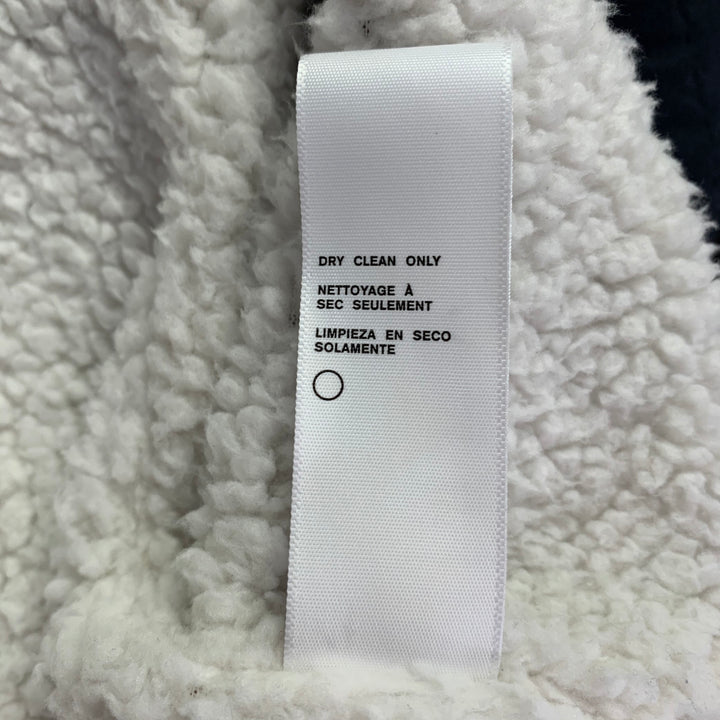 DRY CLEAN ONLY
NETTOYAGE À
SEC SEULEMENT
LIMPIEZA EN SECO
SOLAMENTE